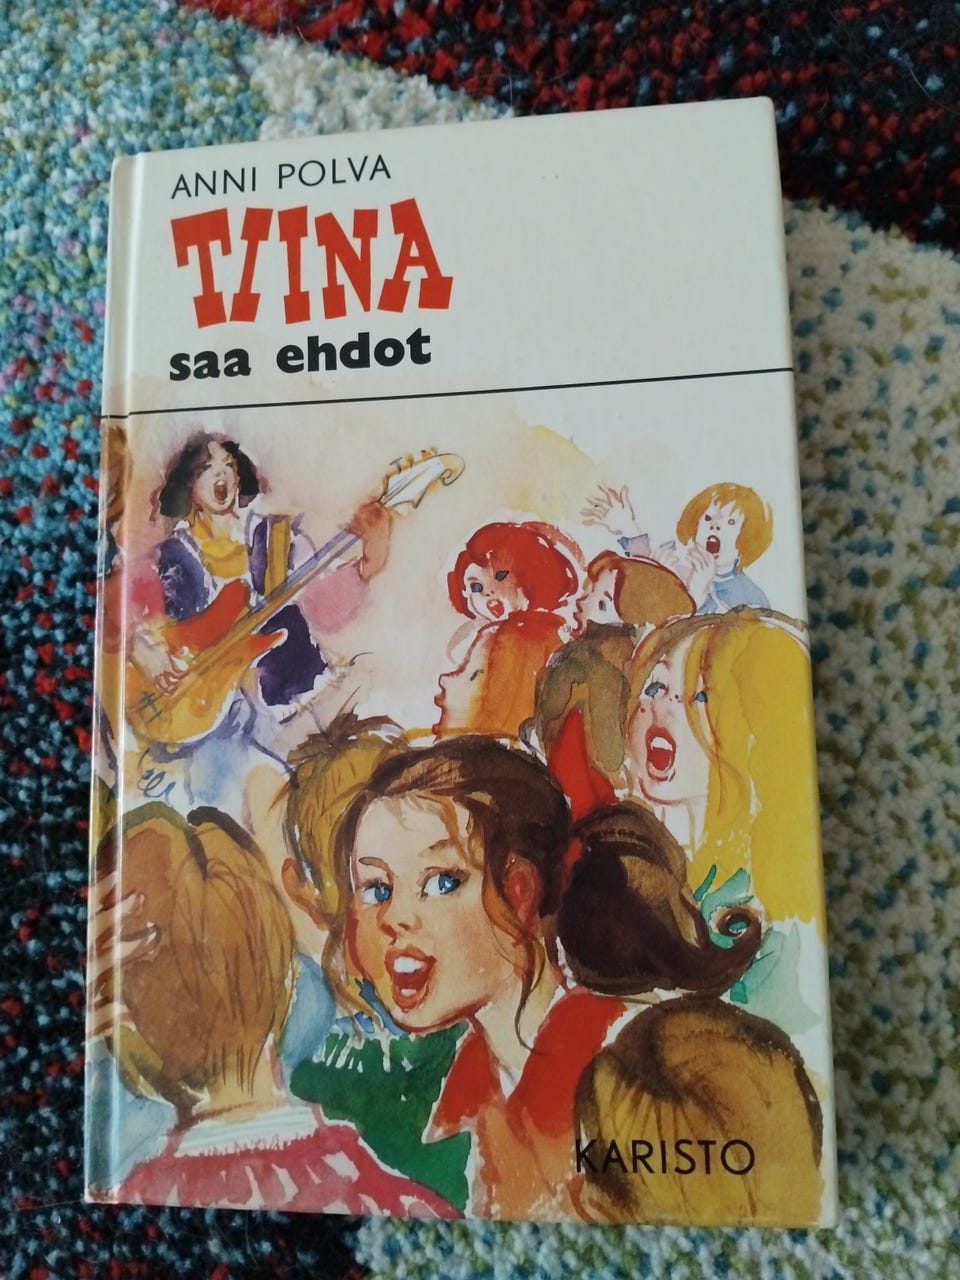 ANNI POLVA
TIINA
saa ehdot
KARISTO